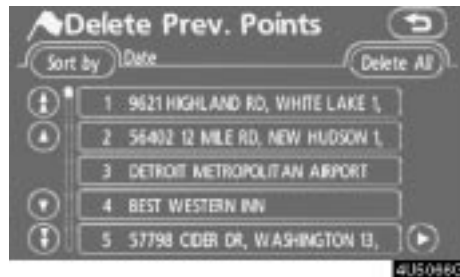 Delete Prev. Points
Sort by Date Delete All
1 9621 HIGHLAND RD, WHITE LAKE 1,
2 56402 12 MILE RD, NEW HUDSON 1,
3 DETROIT METROPOLITAN AIRPORT
4 BEST WESTERN INN
5 57798 CIDER DR, WASHINGTON 13,
4U5088G